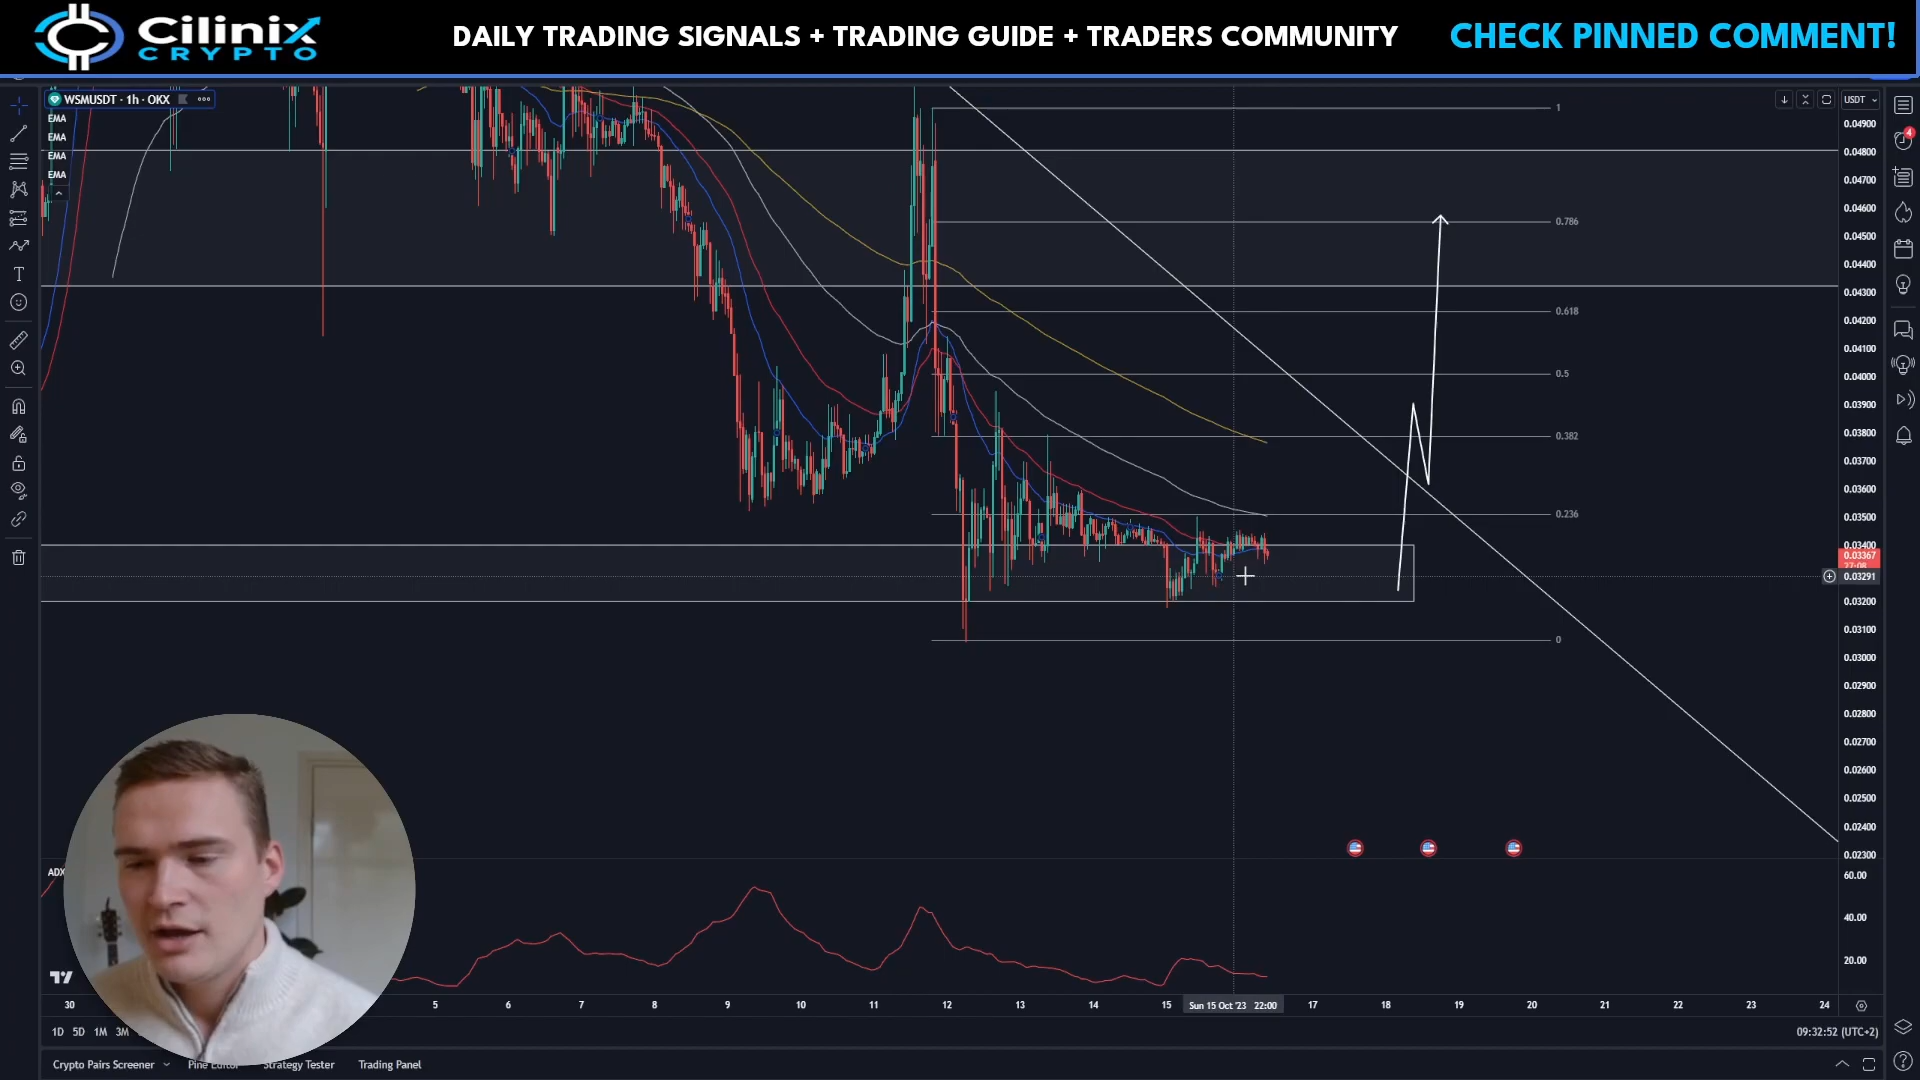 Cilinix
CRYPTO
DAILY TRADING SIGNALS + TRADING GUIDE + TRADERS COMMUNITY
CHECK PINNED COMMENT!
WSMUSDT · 1h · OKX
USDT
EMA
EMA
EMA
EMA
1
0.786
0.618
0.5
0.382
0.236
0
0.04900
0.04800
0.04700
0.04600
0.04500
0.04400
0.04300
0.04200
0.04100
0.04000
0.03900
0.03800
0.03700
0.03600
0.03500
0.03400
0.03367
27:08
0.03291
0.03200
0.03100
0.03000
0.02900
0.02800
0.02700
0.02600
0.02500
0.02400
0.02300
4
ADX
60.00
40.00
20.00
30 5 6 7 8 9 10 11 12 13 14 15 Sun 15 Oct '23 22:00 17 18 19 20 21 22 23 24
1D 5D 1M 3M
09:32:52 (UTC+2)
Crypto Pairs Screener Pine Editor Strategy Tester Trading Panel